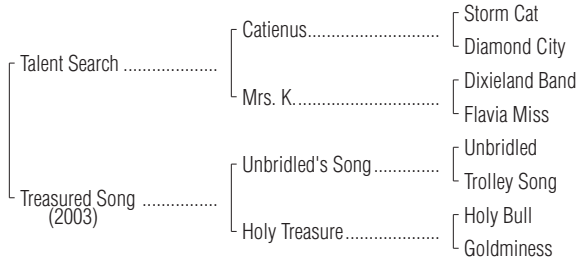 Storm Cat
Catienus
Diamond City
Talent Search
Dixieland Band
Mrs. K.
Flavia Miss
Unbridled
Unbridled's Song
Trolley Song
Treasured Song
(2003)
Holy Bull
Holy Treasure
Goldminess